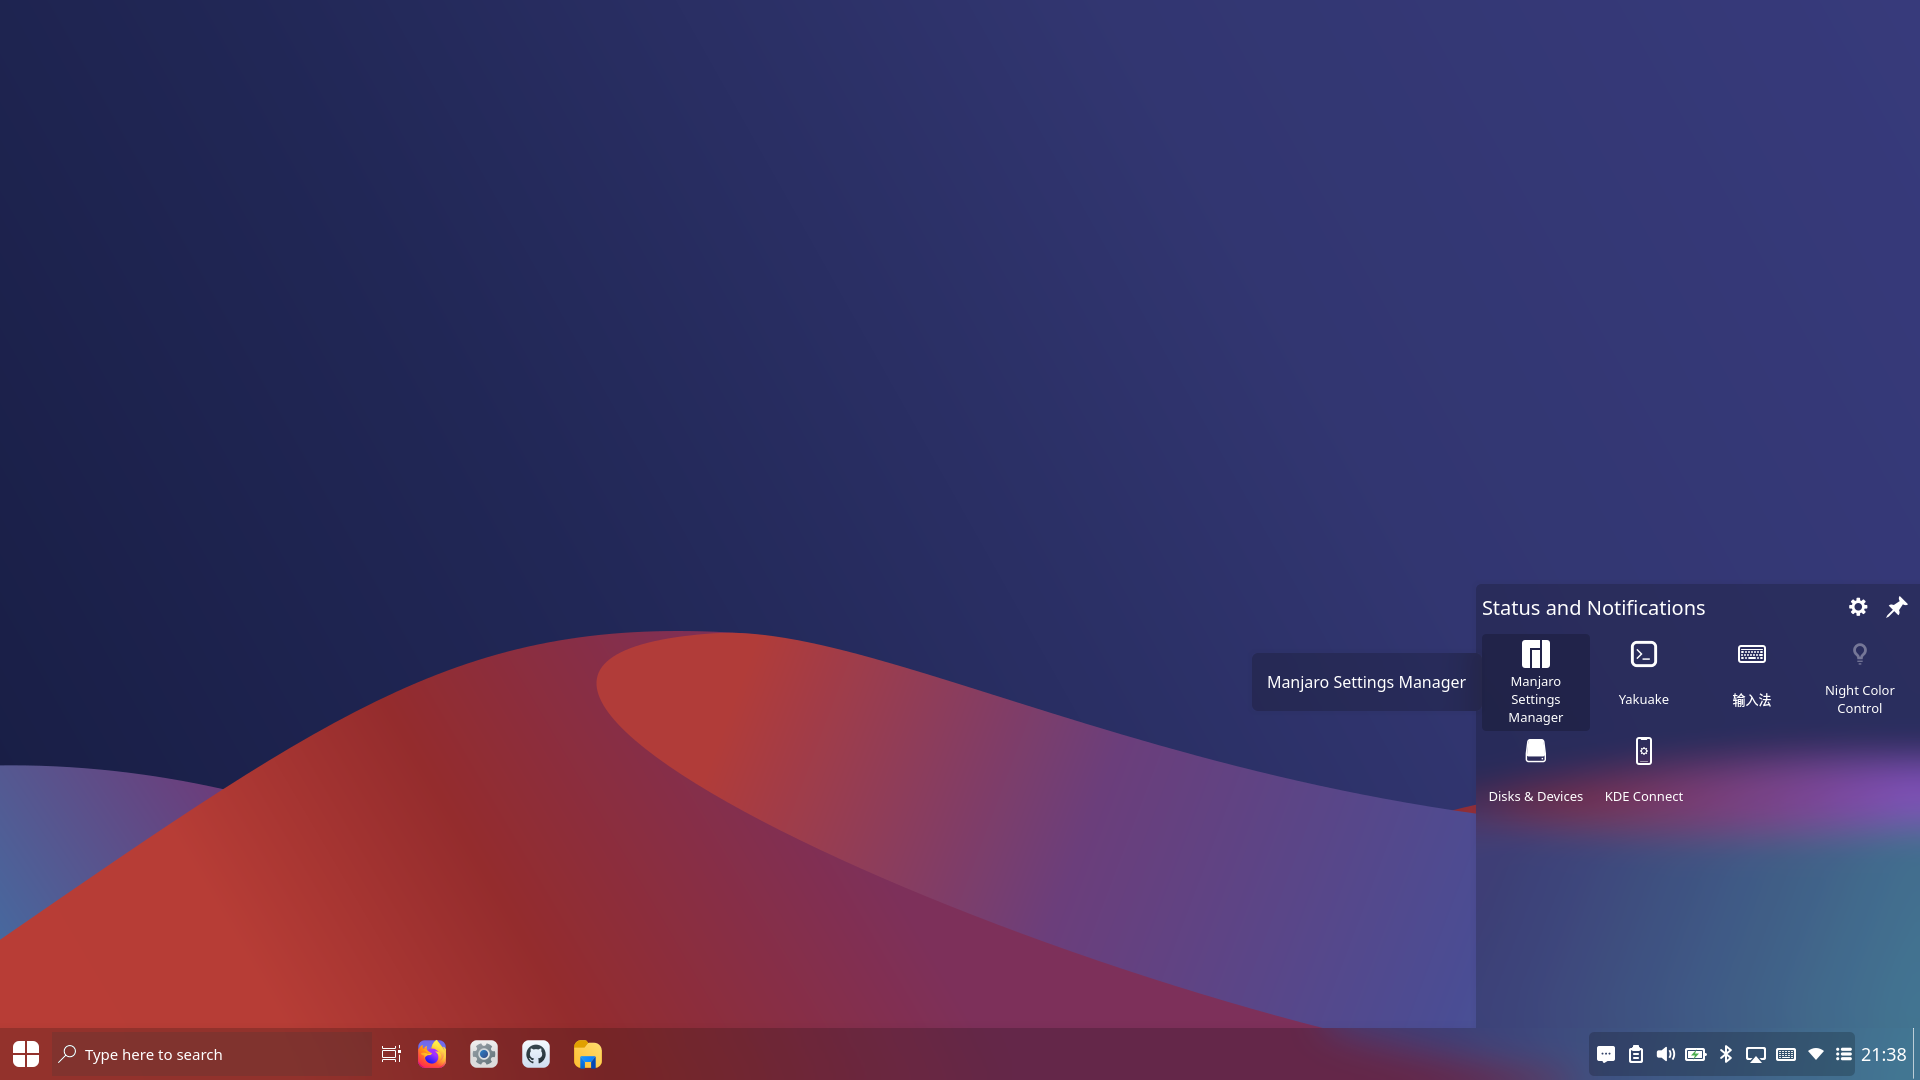 Status and Notifications
Manjaro Settings Manager
Manjaro
Settings
Manager
Yakuake
输入法
Night Color
Control
Disks & Devices
KDE Connect
Type here to search
21:38